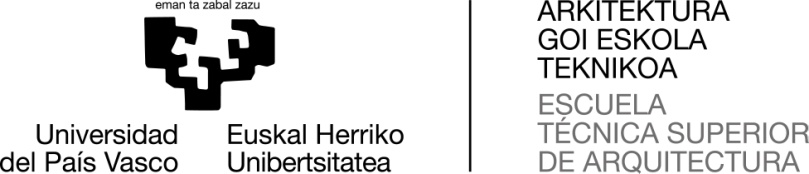 eman ta zabal zazu
Universidad
del País Vasco
Euskal Herriko
Unibertsitatea
ARKITEKTURA
GOI ESKOLA
TEKNIKOA
ESCUELA
TÉCNICA SUPERIOR
DE ARQUITECTURA